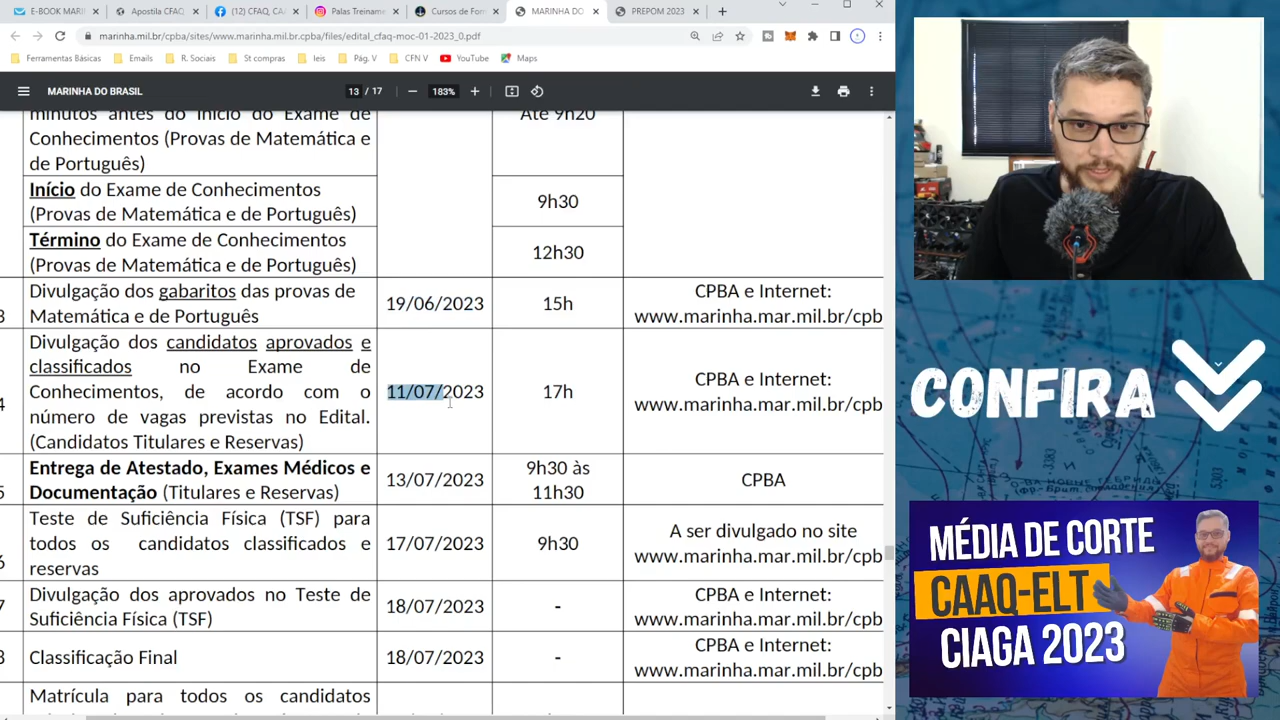 E-BOOK MARI
Apostila CFAQ
(12) CFAQ, CAA
Palas Treiname
Cursos de Fom
MARINHA DO
PREPOM 2023
marinha.mil.br/cpba/sites/www.marinha.mil.br.cpba/files/edital_cfaq-mo
-2023_0.pdf
Ferramentas Básicas
Emails
R. Sociais
St compras
leis
Pág. V
CFN V
YouTube
Maps
MARINHA DO BRASIL
13 / 17
183%
minutos antes do início do Exame de
Conhecimentos (Provas de Matemática e
de Português)
Até 9h20
Início do Exame de Conhecimentos
(Provas de Matemática e de Português)
9h30
Término do Exame de Conhecimentos
(Provas de Matemática e de Português)
12h30
3
Divulgação dos gabaritos das provas de
Matemática e de Português
19/06/2023
15h
CPBA e Internet:
www.marinha.mar.mil.br/cpb
4
Divulgação dos candidatos aprovados e
classificados no Exame de
Conhecimentos, de acordo com o
número de vagas previstas no Edital.
(Candidatos Titulares e Reservas)
11/07/2023
17h
CPBA e Internet:
www.marinha.mar.mil.br/cpb
5
Entrega de Atestado, Exames Médicos e
Documentação (Titulares e Reservas)
13/07/2023
9h30 às
11h30
CPBA
6
Teste de Suficiência Física (TSF) para
todos os candidatos classificados e
reservas
17/07/2023
9h30
A ser divulgado no site
www.marinha.mar.mil.br/cpb
7
Divulgação dos aprovados no Teste de
Suficiência Física (TSF)
18/07/2023
-
CPBA e Internet:
www.marinha.mar.mil.br/cpb
8
Classificação Final
18/07/2023
-
CPBA e Internet:
www.marinha.mar.mil.br/cpb
Matrícula para todos os candidatos
CONFIRA
MÉDIA DE CORTE
CAAQ-ELT
CIAGA 2023